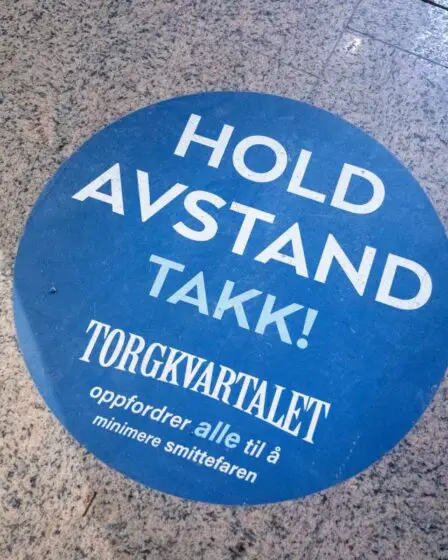 HOLD
AVSTAND
TAKK!
TORGKVARTALET
oppfordrer alle til å
minimere smittefaren